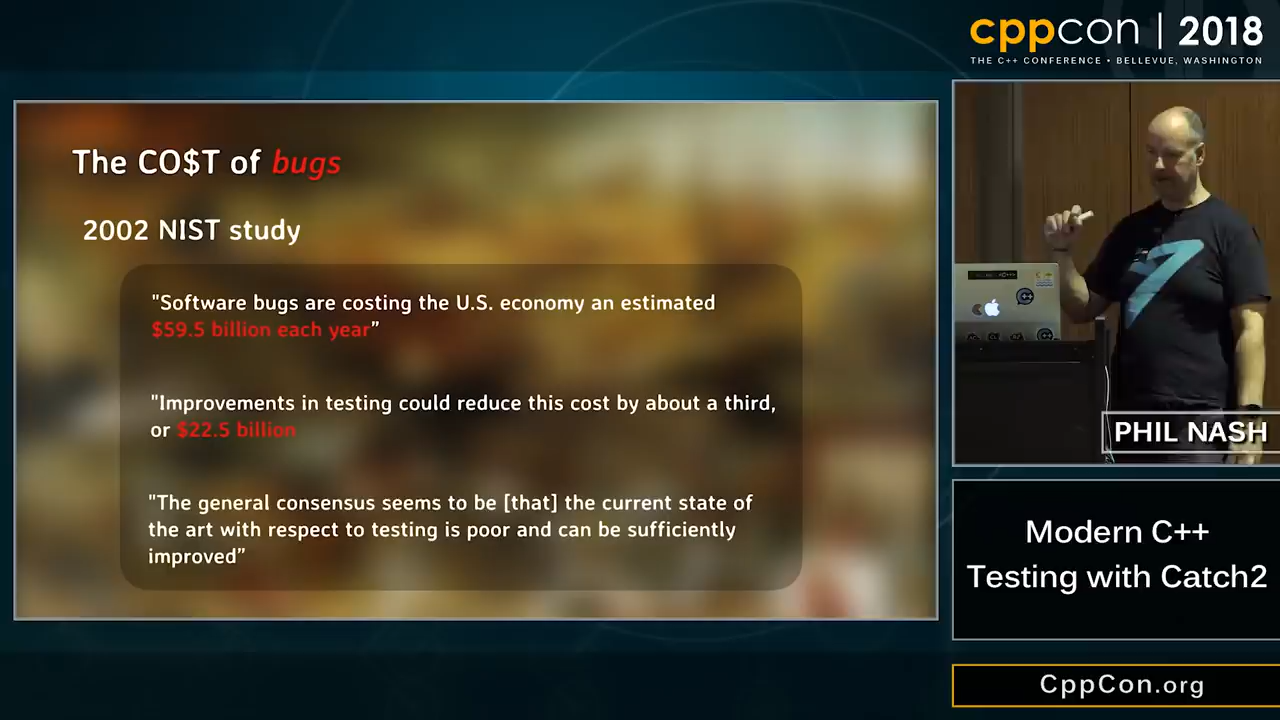 cppcon | 2018
THE C++ CONFERENCE • BELLEVUE, WASHINGTON
The CO$T of bugs
2002 NIST study
"Software bugs are costing the U.S. economy an estimated
$59.5 billion each year”
"Improvements in testing could reduce this cost by about a third,
or $22.5 billion
"The general consensus seems to be [that] the current state of
the art with respect to testing is poor and can be sufficiently
improved”
PHIL NASH
Modern C++
Testing with Catch2
CppCon.org